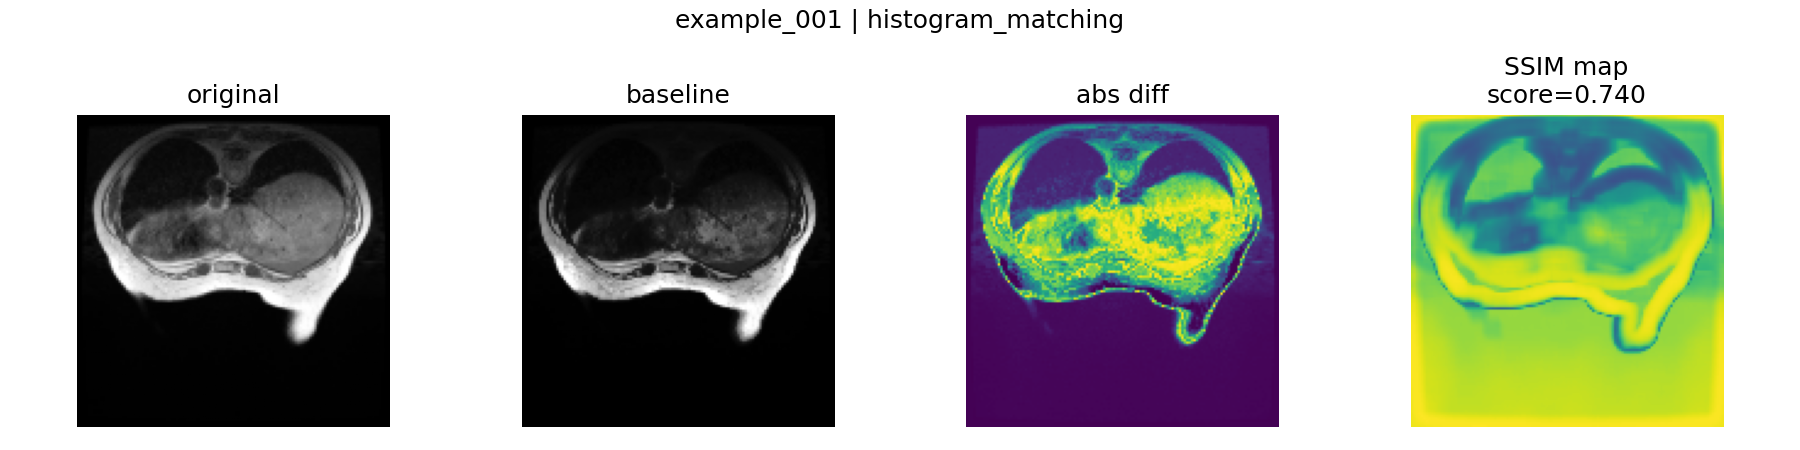 example_001 | histogram_matching
original
baseline
abs diff
SSIM map
score=0.740